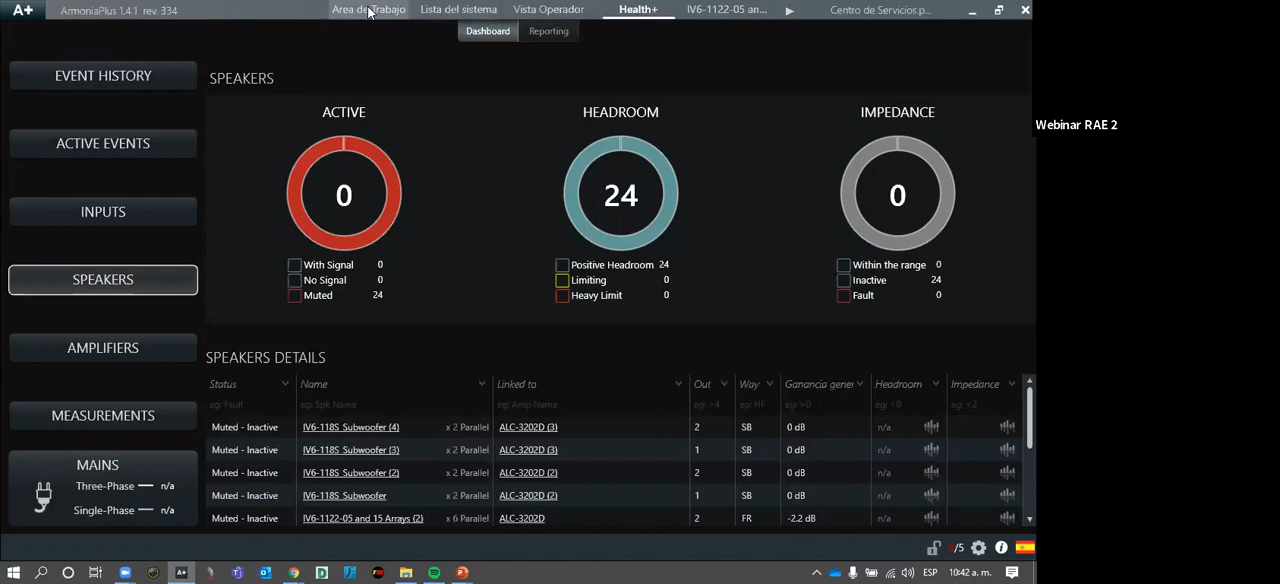 A+ ArmoniaPlus 1.4.1 rev. 334 Area de Trabajo Lista del sistema Vista Operador Health+ IV6-1122-05 an... Centro de Servicios.p...
Dashboard Reporting
EVENT HISTORY
ACTIVE EVENTS
INPUTS
SPEAKERS
AMPLIFIERS
MEASUREMENTS
MAINS
Three-Phase n/a
Single-Phase n/a
SPEAKERS
ACTIVE HEADROOM IMPEDANCE
0 24 0
With Signal 0 Positive Headroom 24 Within the range 0
No Signal 0 Limiting 0 Inactive 24
Muted 24 Heavy Limit 0 Fault 0
SPEAKERS DETAILS
Status Name Linked to Out Way Ganancia gener Headroom Impedance
eg: Fault eg: Spk Name eg: Amp Name eg: >4 eg: HF eg: >0 eg: <0 eg: <2
Muted - Inactive IV6-118S Subwoofer (4) x 2 Parallel ALC-3202D (3) 2 SB 0 dB n/a
Muted - Inactive IV6-118S Subwoofer (3) x 2 Parallel ALC-3202D (3) 1 SB 0 dB n/a
Muted - Inactive IV6-118S Subwoofer (2) x 2 Parallel ALC-3202D (2) 2 SB 0 dB n/a
Muted - Inactive IV6-118S Subwoofer x 2 Parallel ALC-3202D (2) 1 SB 0 dB n/a
Muted - Inactive IV6-1122-05 and 15 Arrays (2) x 6 Parallel ALC-3202D 2 FR -2.2 dB n/a
/5
Webinar RAE 2
A+ ESP 10:42 a. m.